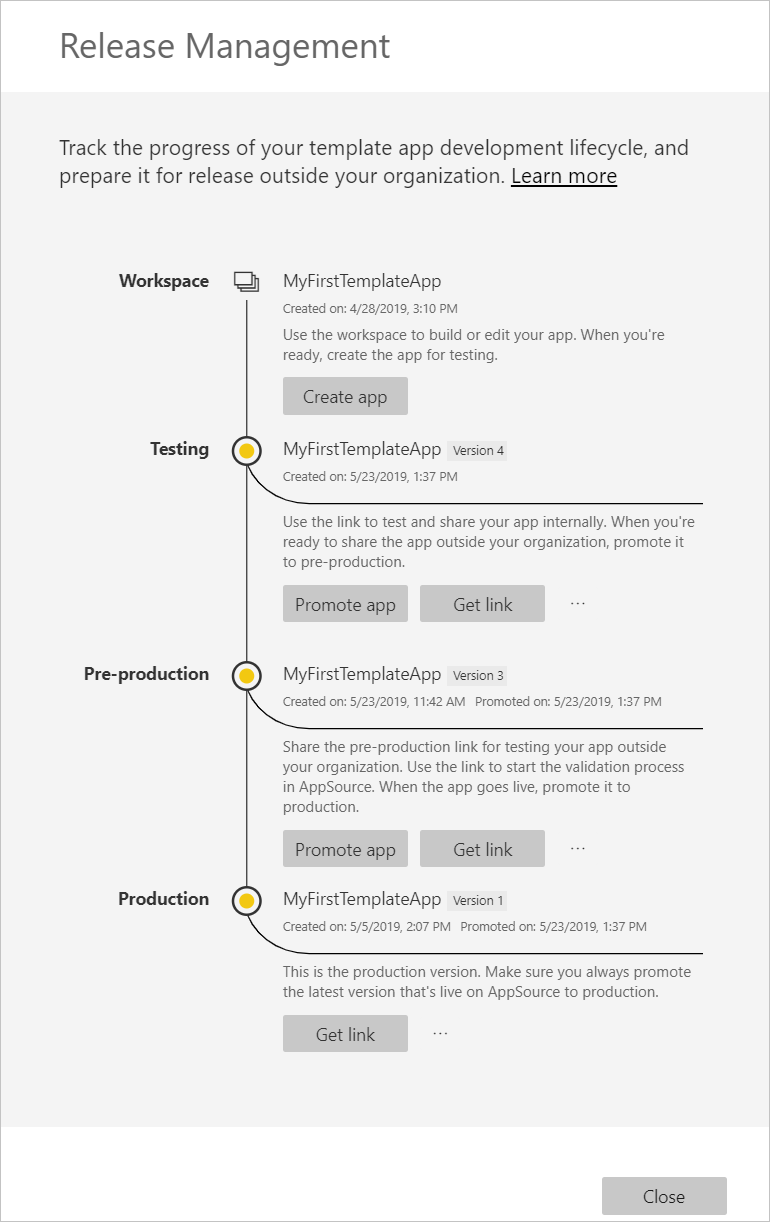 Release Management
Track the progress of your template app development lifecycle, and
prepare it for release outside your organization. Learn more
Workspace
MyFirstTemplateApp
Created on: 4/28/2019, 3:10 PM
Use the workspace to build or edit your app. When you're
ready, create the app for testing.
Create app
Testing
MyFirstTemplateApp Version 4
Created on: 5/23/2019, 1:37 PM
Use the link to test and share your app internally. When you're
ready to share the app outside your organization, promote it
to pre-production.
Promote app Get link ...
Pre-production
MyFirstTemplateApp Version 3
Created on: 5/23/2019, 11:42 AM Promoted on: 5/23/2019, 1:37 PM
Share the pre-production link for testing your app outside
your organization. Use the link to start the validation process
in AppSource. When the app goes live, promote it to
production.
Promote app Get link ...
Production
MyFirstTemplateApp Version 1
Created on: 5/5/2019, 2:07 PM Promoted on: 5/23/2019, 1:37 PM
This is the production version. Make sure you always promote
the latest version that's live on AppSource to production.
Get link ...
Close